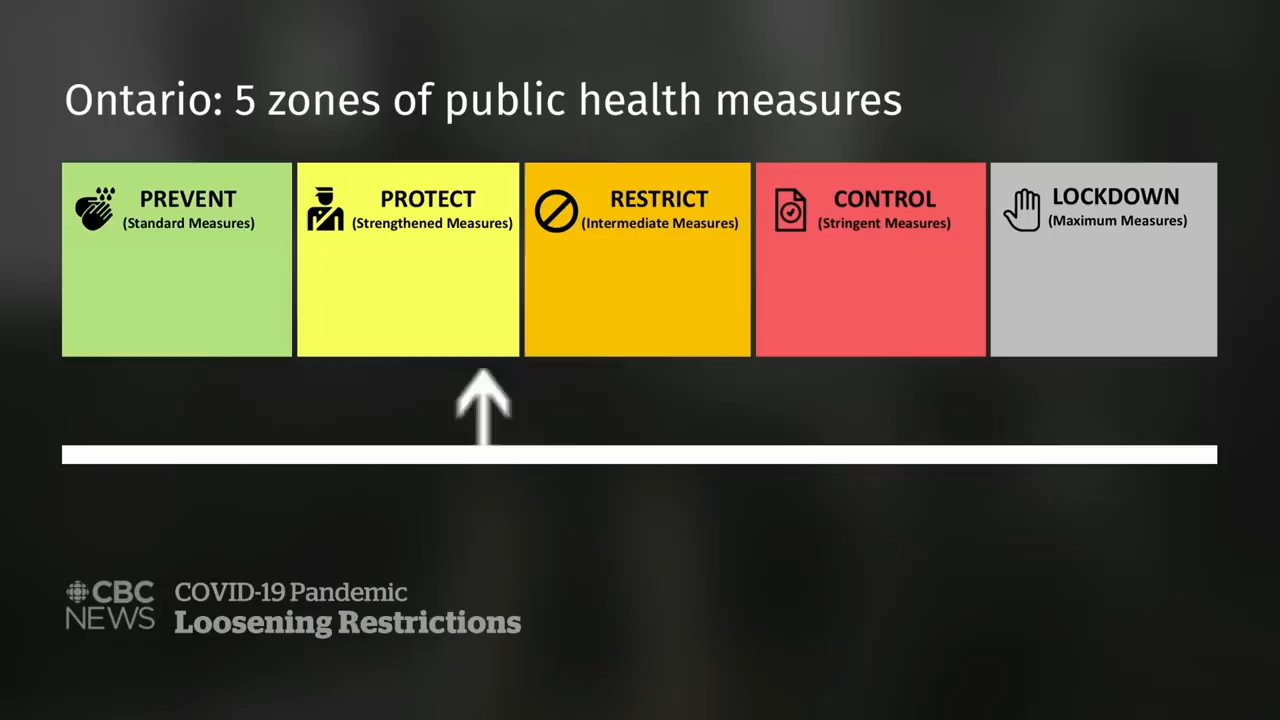 Ontario: 5 zones of public health measures
PREVENT
(Standard Measures)
PROTECT
(Strengthened Measures)
RESTRICT
(Intermediate Measures)
CONTROL
(Stringent Measures)
LOCKDOWN
(Maximum Measures)
CBC
NEWS
COVID-19 Pandemic
Loosening Restrictions